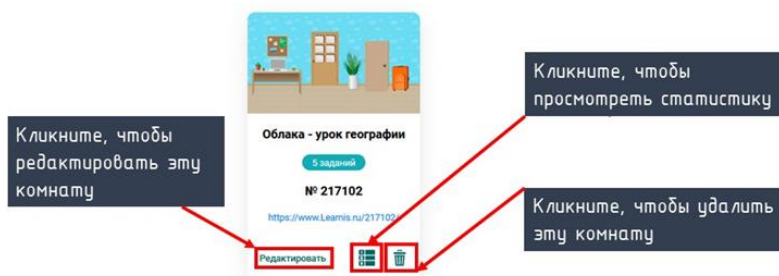 Кликните, чтобы
просмотреть статистику
Кликните, чтобы
редактировать эту
комнату
Облака - урок географии
5 заданий
№ 217102
https://www.Learnis.ru/217102/
Редактировать
Кликните, чтобы удалить
эту комнату